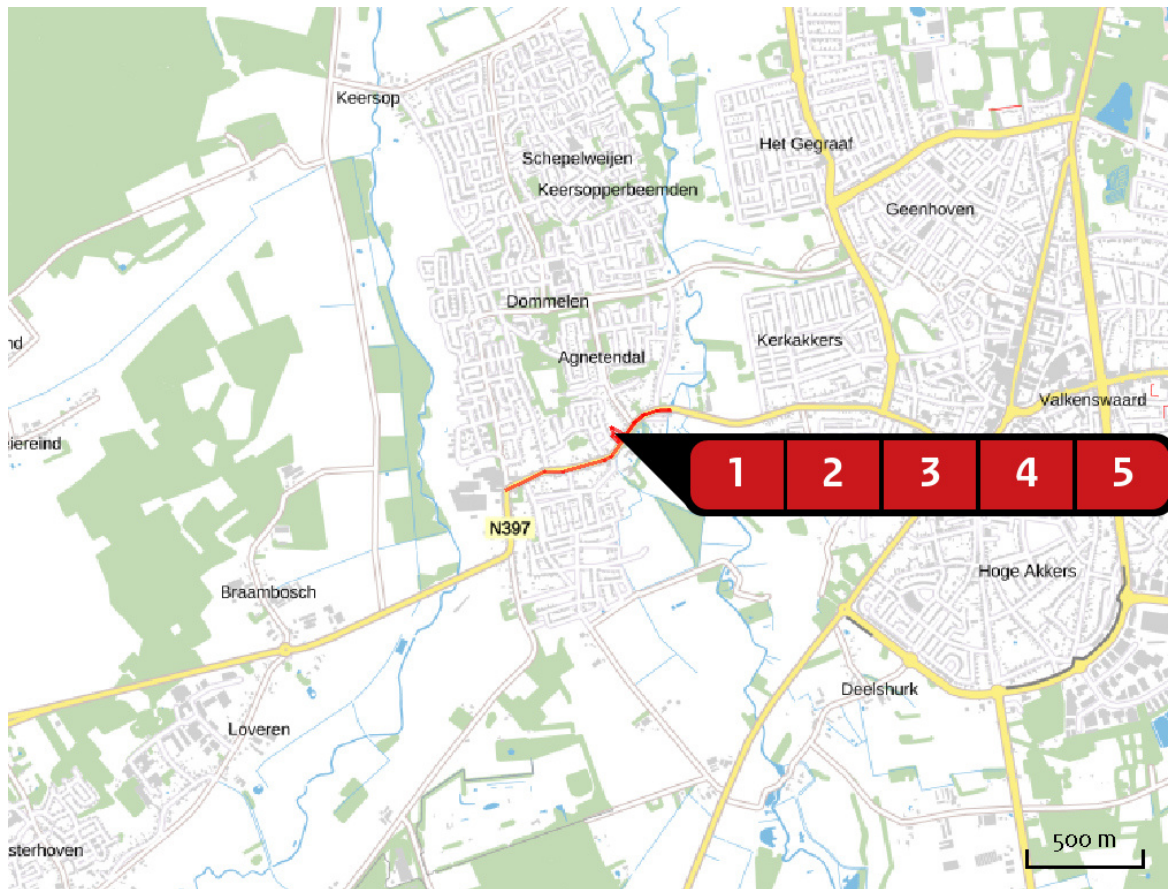 Keersop
Het Gegraaf
Schepelweijen
Keersopperbeemden
Geenhoven
Dommelen
nd
Kerkakkers
Agnetendal
Valkenswaard
eiereind
1 2 3 4 5
N397
Hoge Akkers
Braambosch
Deelshurk
Loveren
500 m
sterhoven